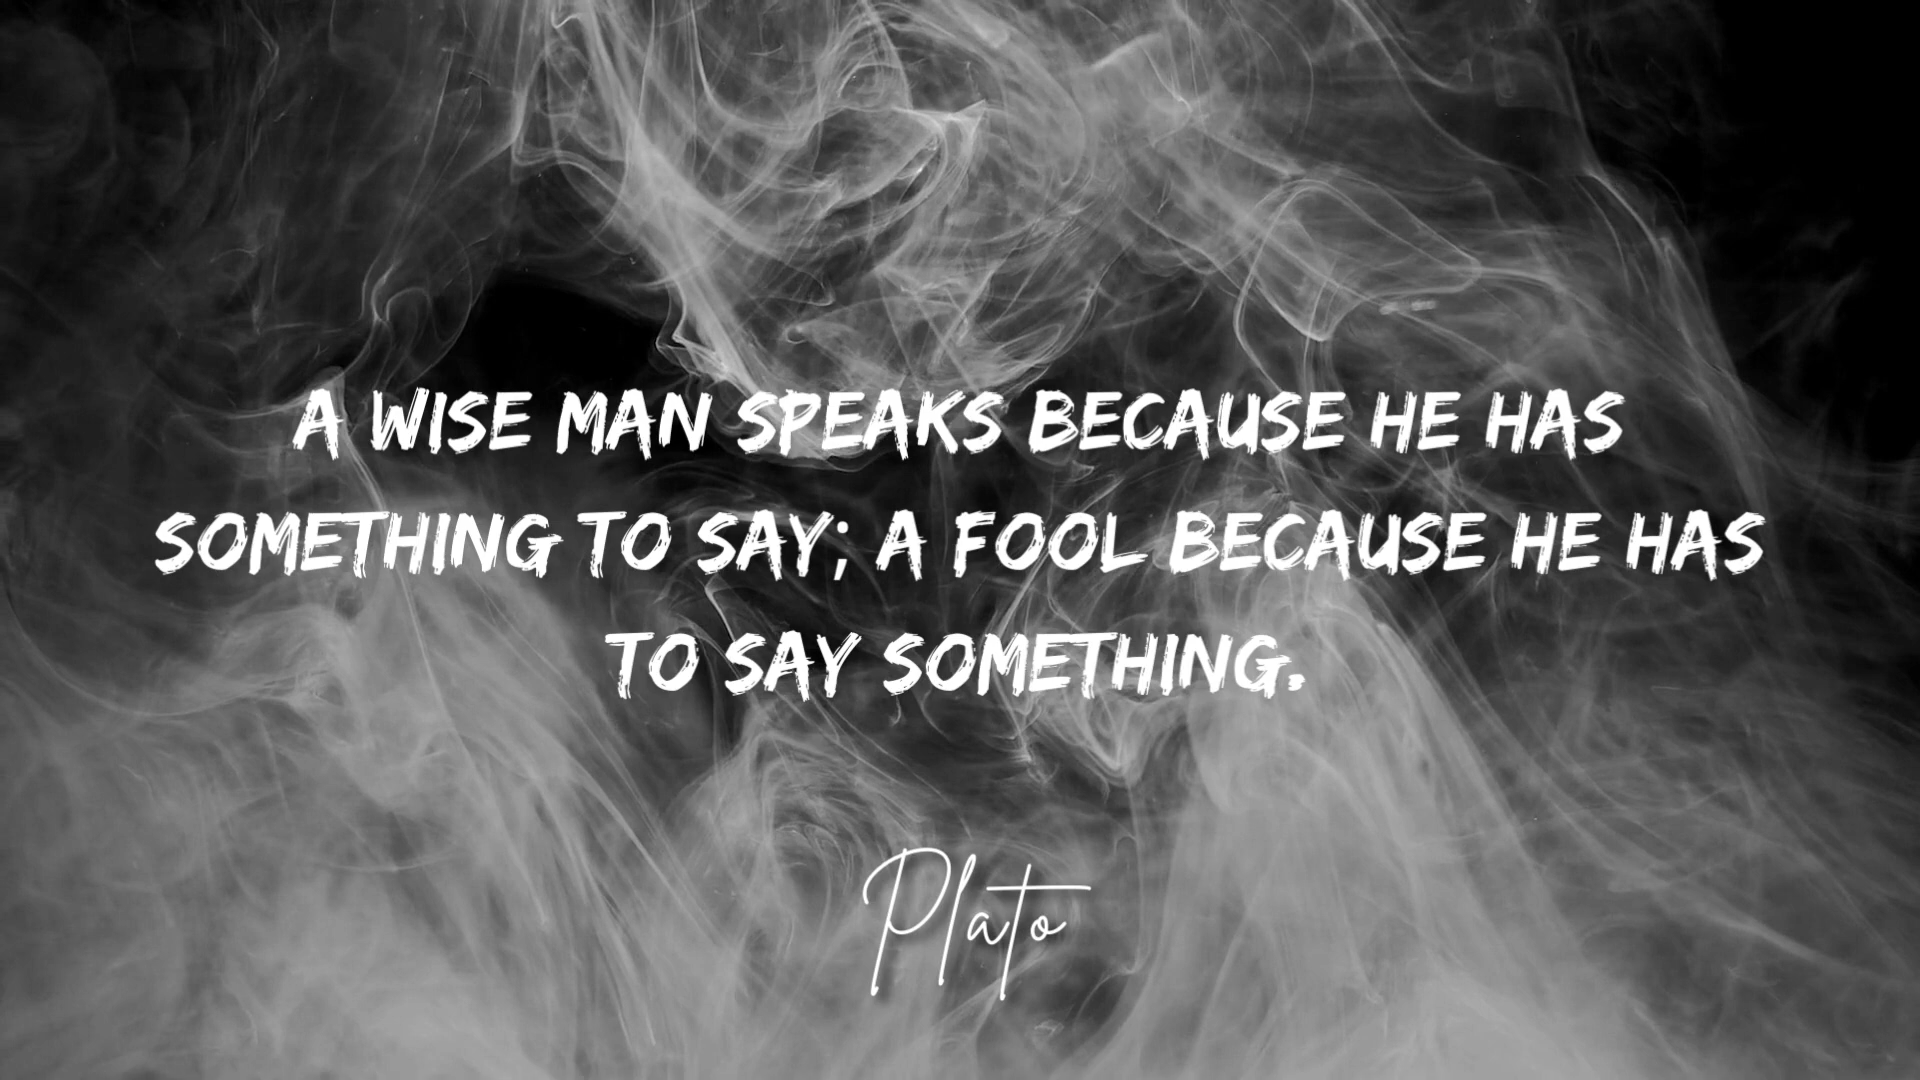 A WISE MAN SPEAKS BECAUSE HE HAS
SOMETHING TO SAY; A FOOL BECAUSE HE HAS
TO SAY SOMETHING.
Plato